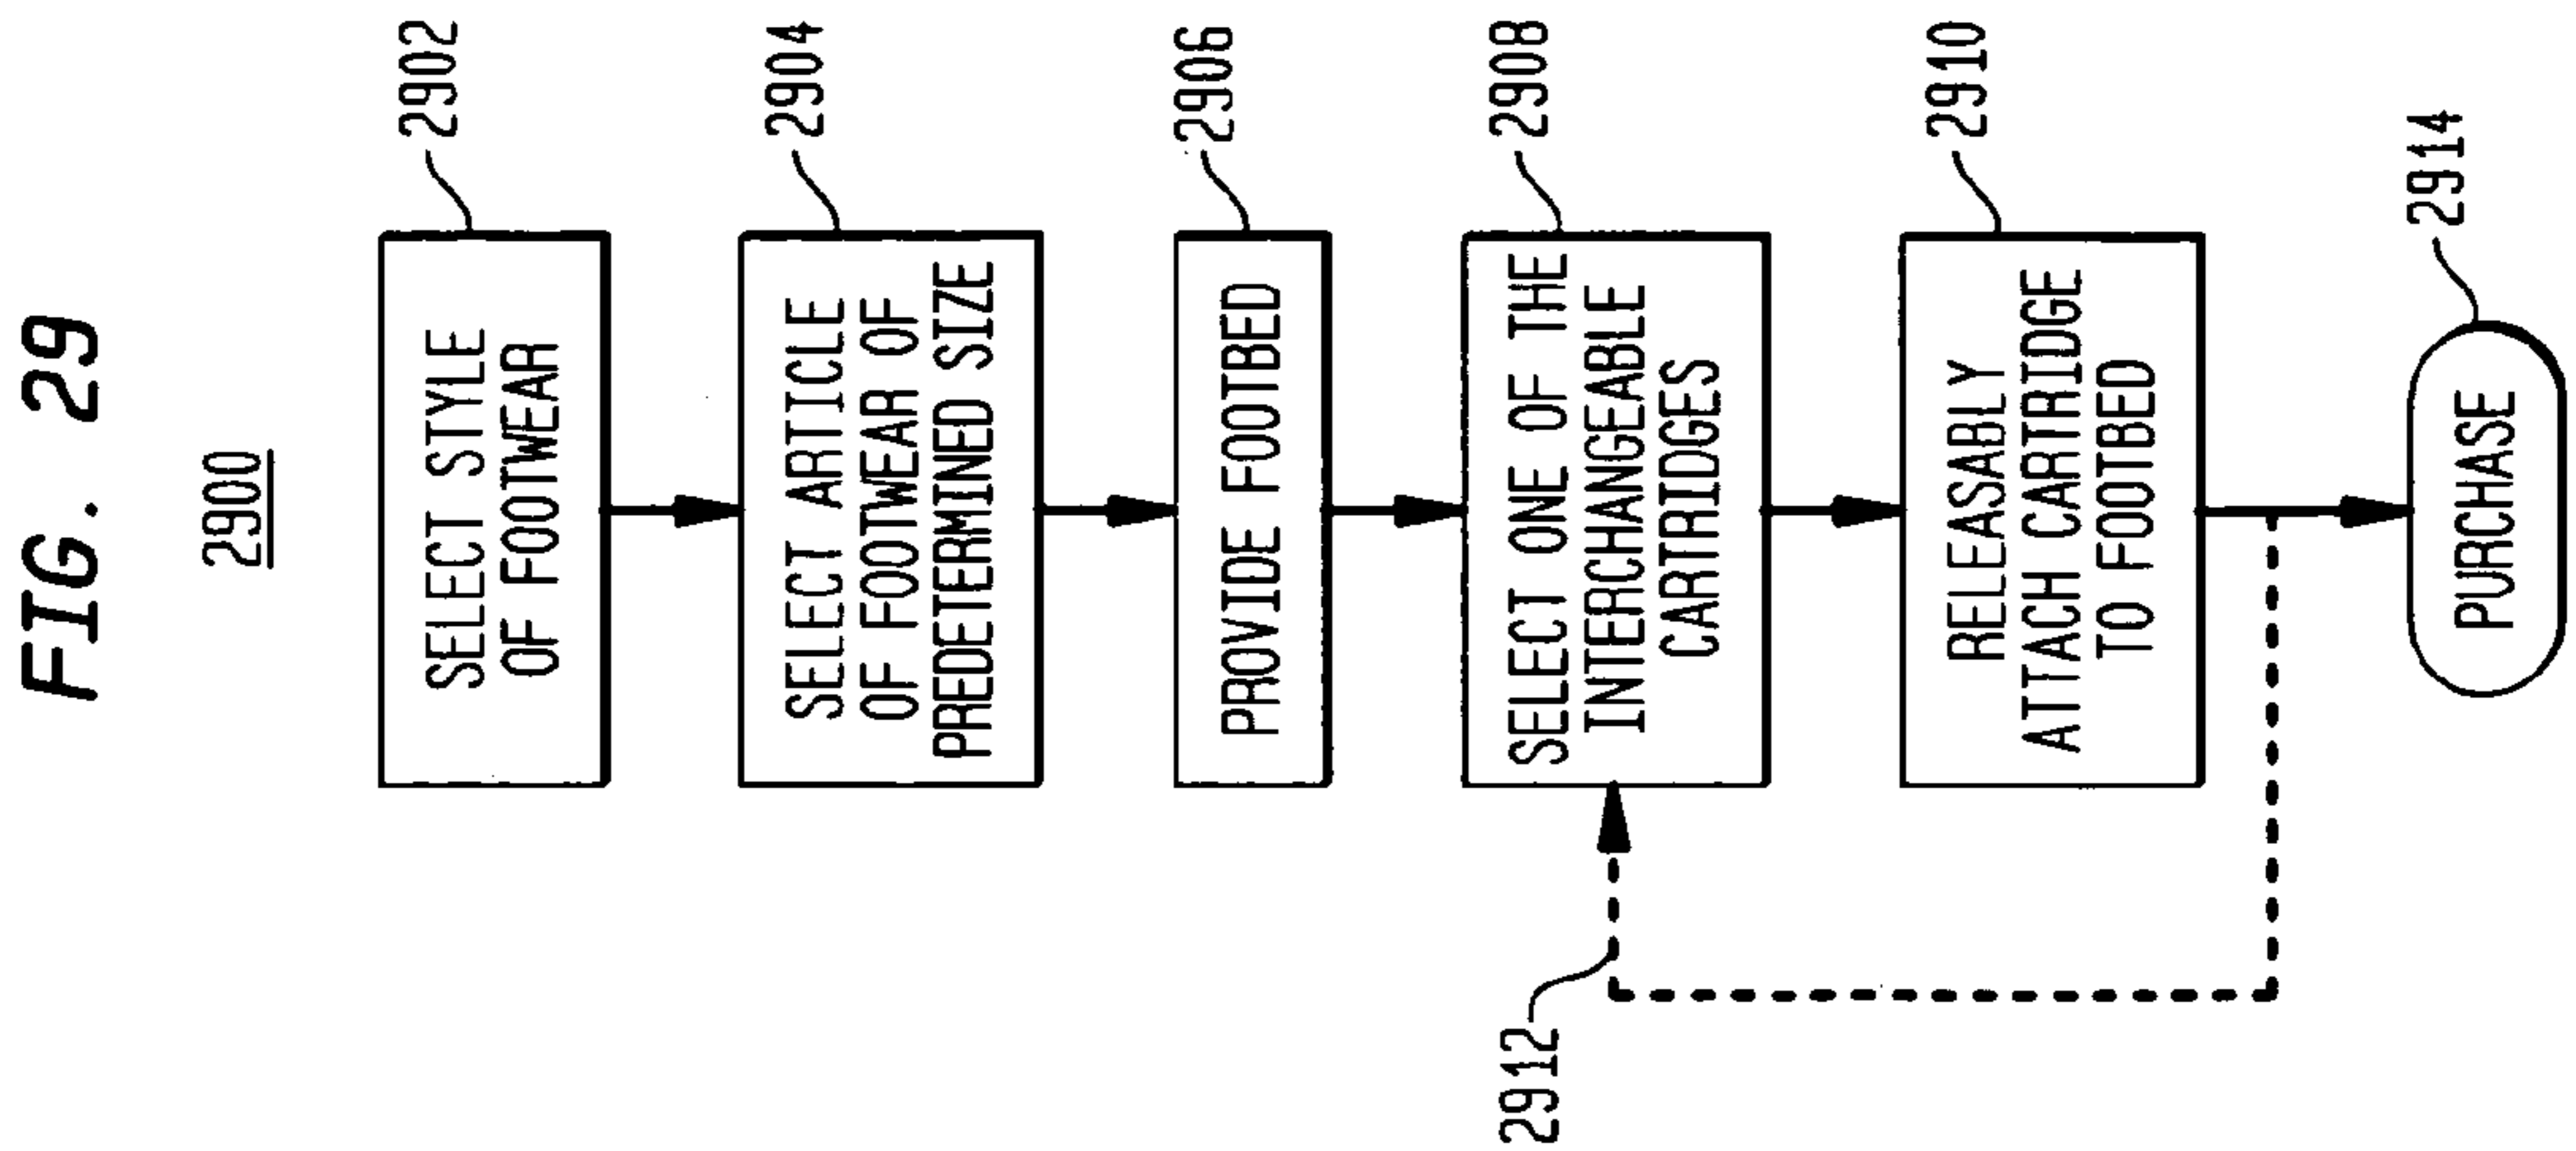 FIG. 29
2900
SELECT STYLE
OF FOOTWEAR
2902
SELECT ARTICLE
OF FOOTWEAR OF
PREDETERMINED SIZE
2904
PROVIDE FOOTBED
2906
SELECT ONE OF THE
INTERCHANGEABLE
CARTRIDGES
2908
2912
RELEASABLY
ATTACH CARTRIDGE
TO FOOTBED
2910
PURCHASE
2914